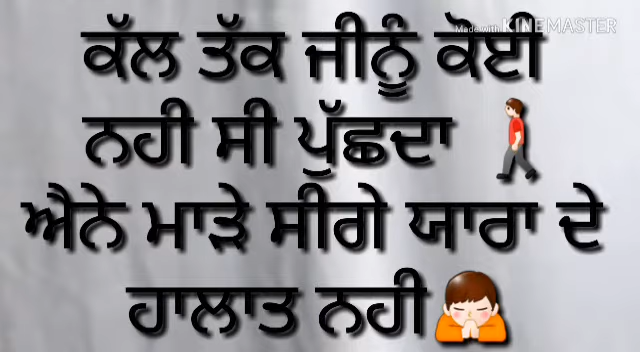 Made with KINEMASTER
ਕੱਲ ਤੱਕ ਜੀਨੂੰ ਕੋਈ
ਨਹੀ ਸੀ ਪੁੱਛਦਾ 🚶
ਐਨੇ ਮਾੜੇ ਸੀਗੇ ਯਾਰਾ ਦੇ
ਹਾਲਾਤ ਨਹੀ🙏